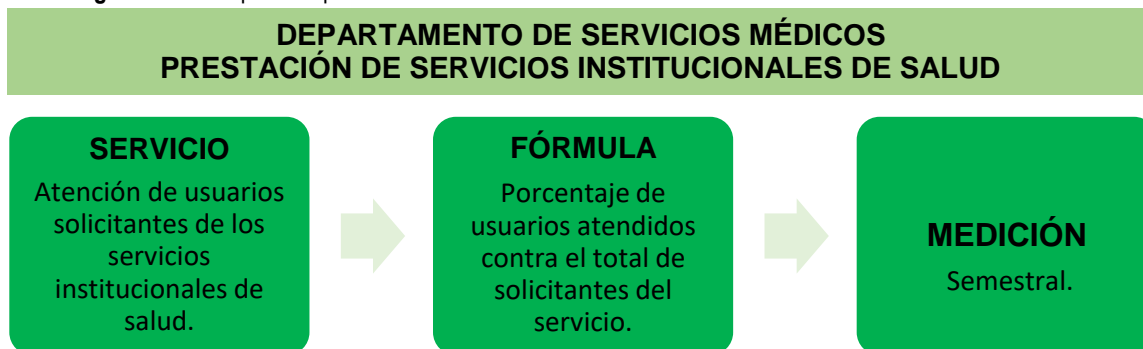 DEPARTAMENTO DE SERVICIOS MÉDICOS
PRESTACIÓN DE SERVICIOS INSTITUCIONALES DE SALUD
SERVICIO
Atención de usuarios
solicitantes de los
servicios
institucionales de
salud.
FÓRMULA
Porcentaje de
usuarios atendidos
contra el total de
solicitantes del
servicio.
MEDICIÓN
Semestral.